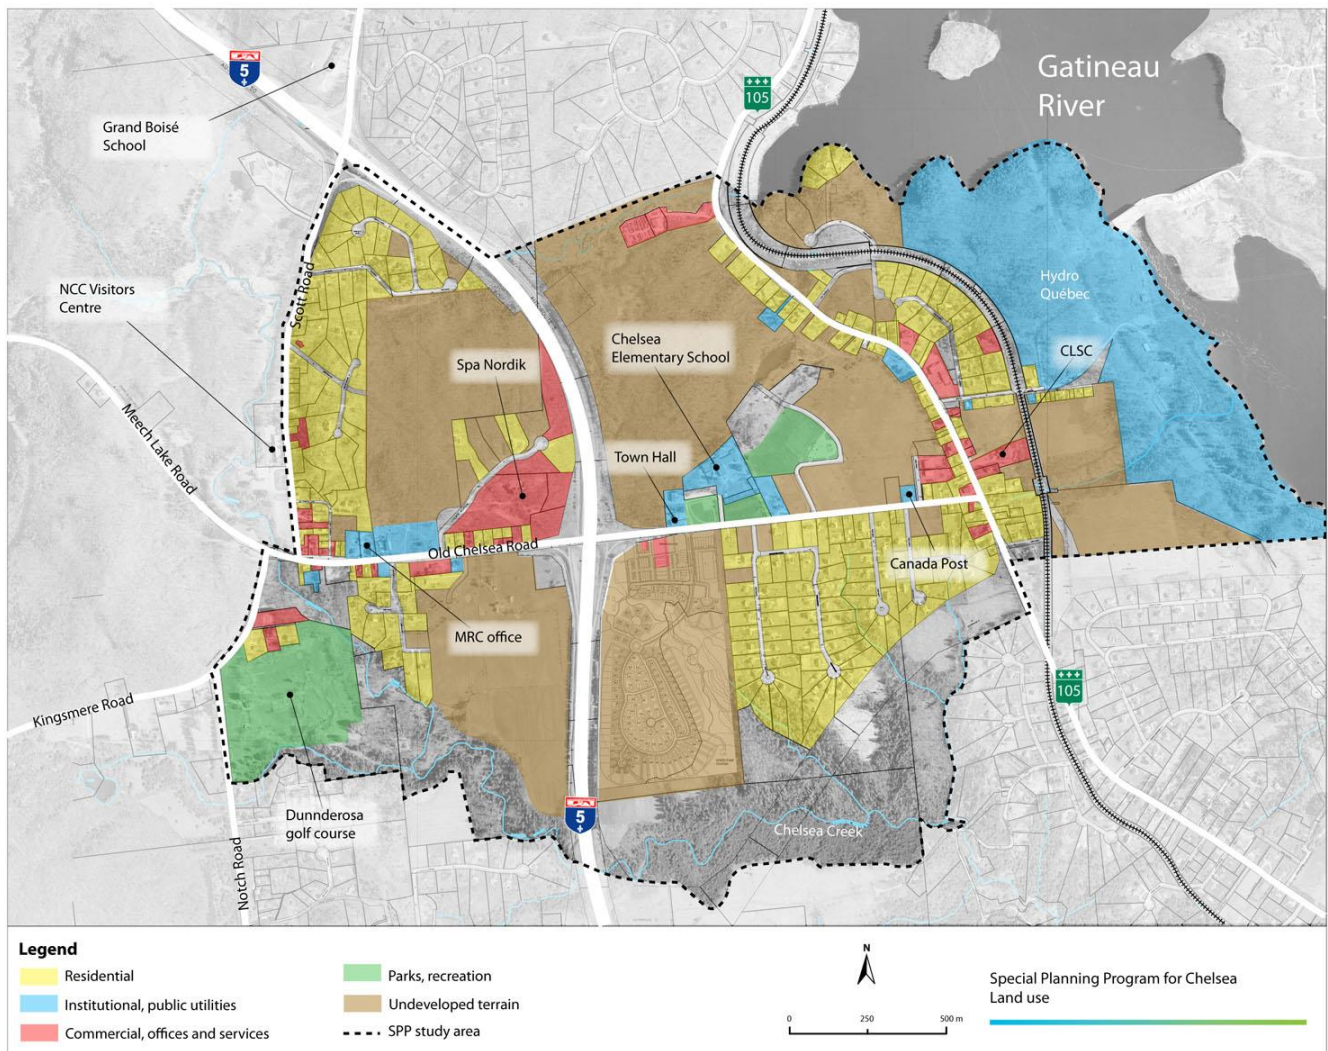 5
105
Gatineau
River
Grand Boisé
School
NCC Visitors
Centre
Scott Road
Hydro
Québec
Chelsea
Elementary School
CLSC
Spa Nordik
Meech Lake Road
Town Hall
Old Chelsea Road
Canada Post
MRC office
105
Kingsmere Road
Dunnderosa
golf course
5
Chelsea Creek
Notch Road
Legend
Residential
Institutional, public utilities
Commercial, offices and services
Parks, recreation
Undeveloped terrain
SPP study area
N
0 250 500 m
Special Planning Program for Chelsea
Land use